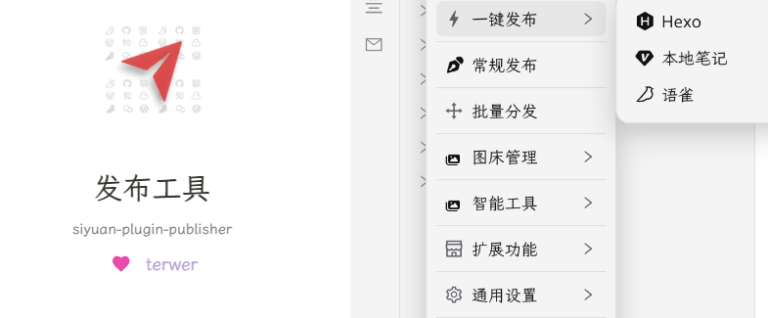 发布工具
siyuan-plugin-publisher
terwer
一键发布
常规发布
批量分发
图床管理
智能工具
扩展功能
通用设置
Hexo
本地笔记
语雀